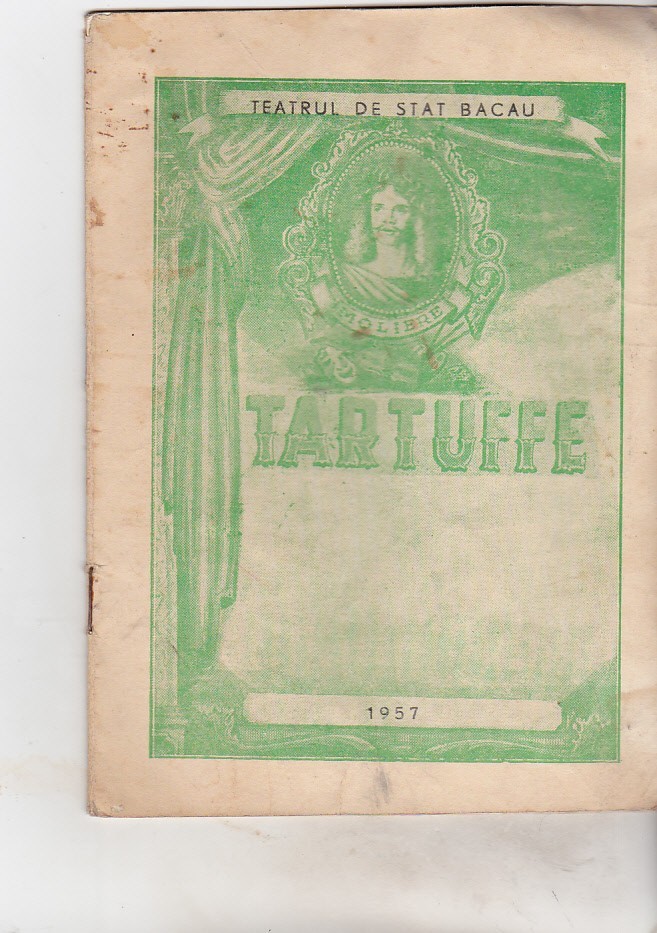 TEATRUL DE STAT BACAU
MOLIERE
TARTUFFE
1957